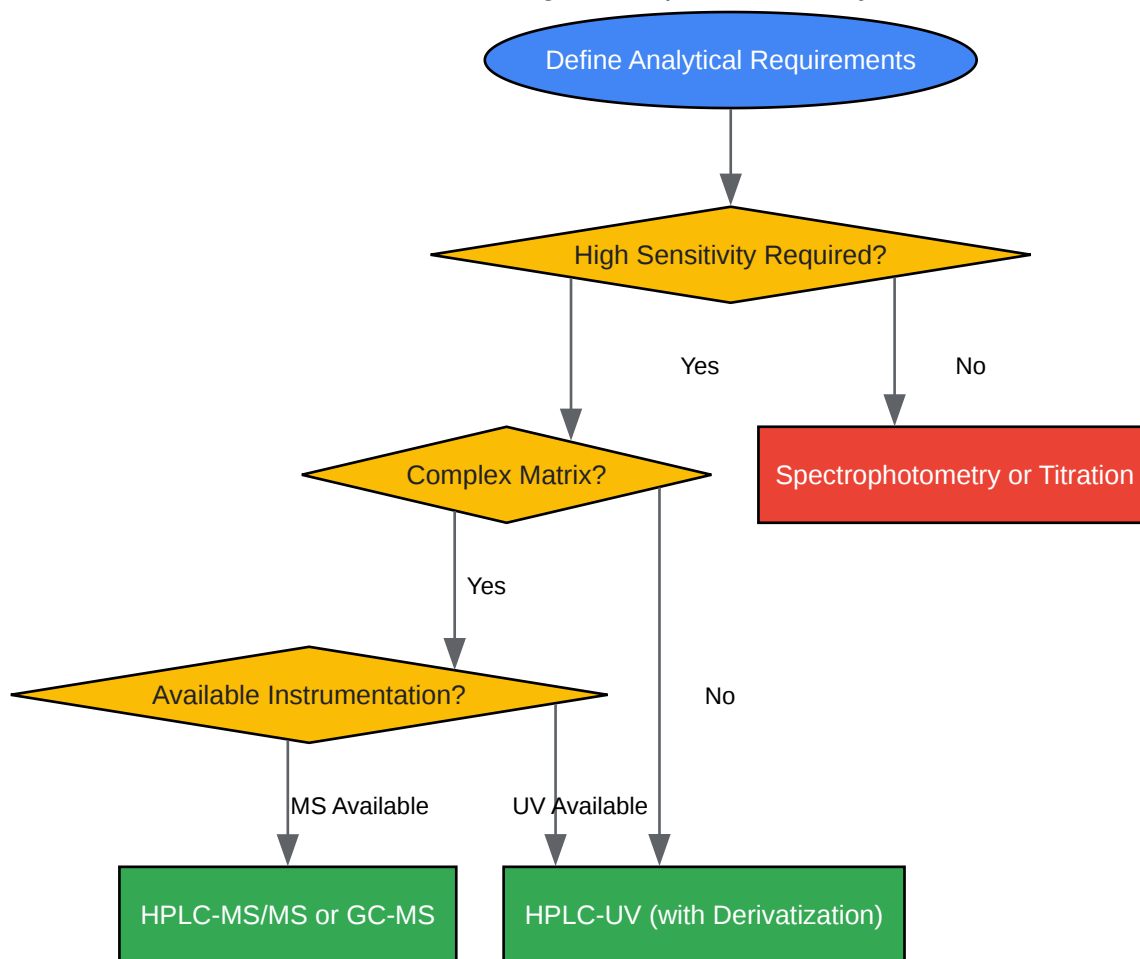 Define Analytical Requirements
High Sensitivity Required?
Yes
No
Complex Matrix?
Spectrophotometry or Titration
Yes
Available Instrumentation?
No
MS Available
UV Available
HPLC-MS/MS or GC-MS
HPLC-UV (with Derivatization)